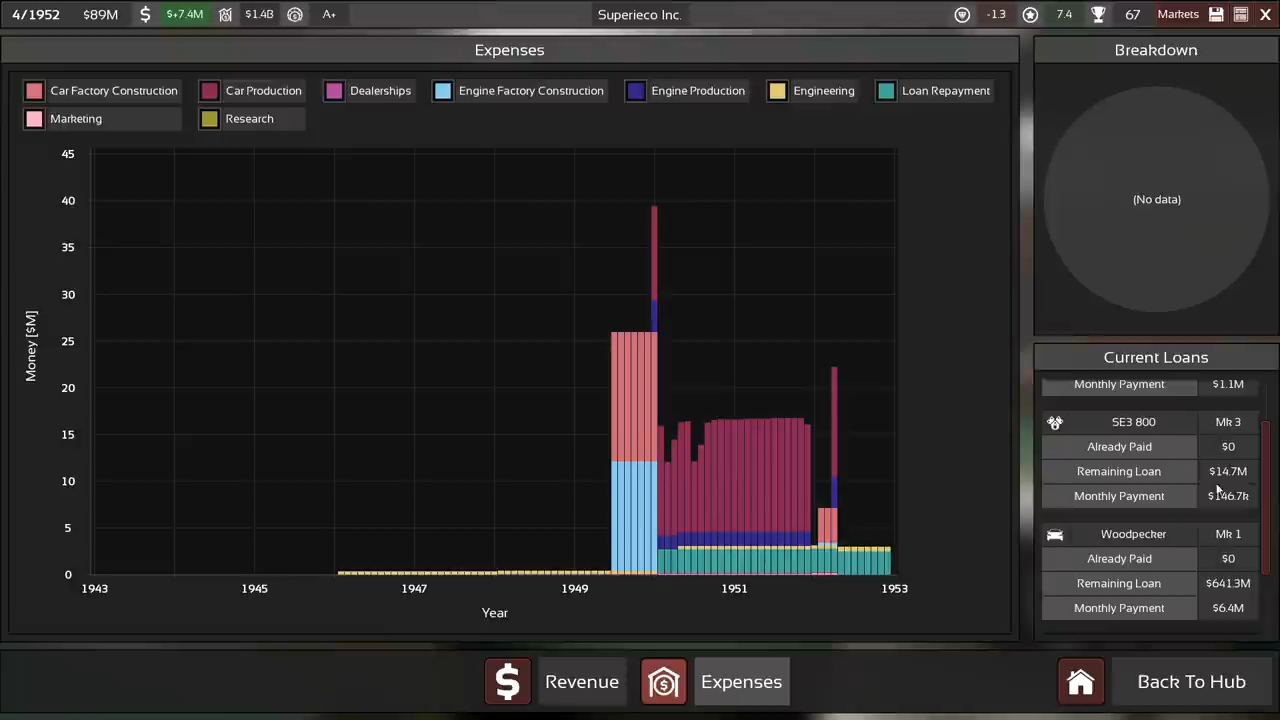 4/1952 $89M $+7.4M $1.4B A+ Superieco Inc. -1.3 7.4 67 Markets
Expenses
Car Factory Construction Car Production Dealerships Engine Factory Construction Engine Production Engineering Loan Repayment
Marketing Research
45
40
35
30
25
20
15
10
5
0
Money [$M]
1943 1945 1947 1949 1951 1953
Year
Breakdown
(No data)
Current Loans
Monthly Payment $1.1M
SE3 800 Mk 3
Already Paid $0
Remaining Loan $14.7M
Monthly Payment $146.7k
Woodpecker Mk 1
Already Paid $0
Remaining Loan $641.3M
Monthly Payment $6.4M
Revenue Expenses Back To Hub